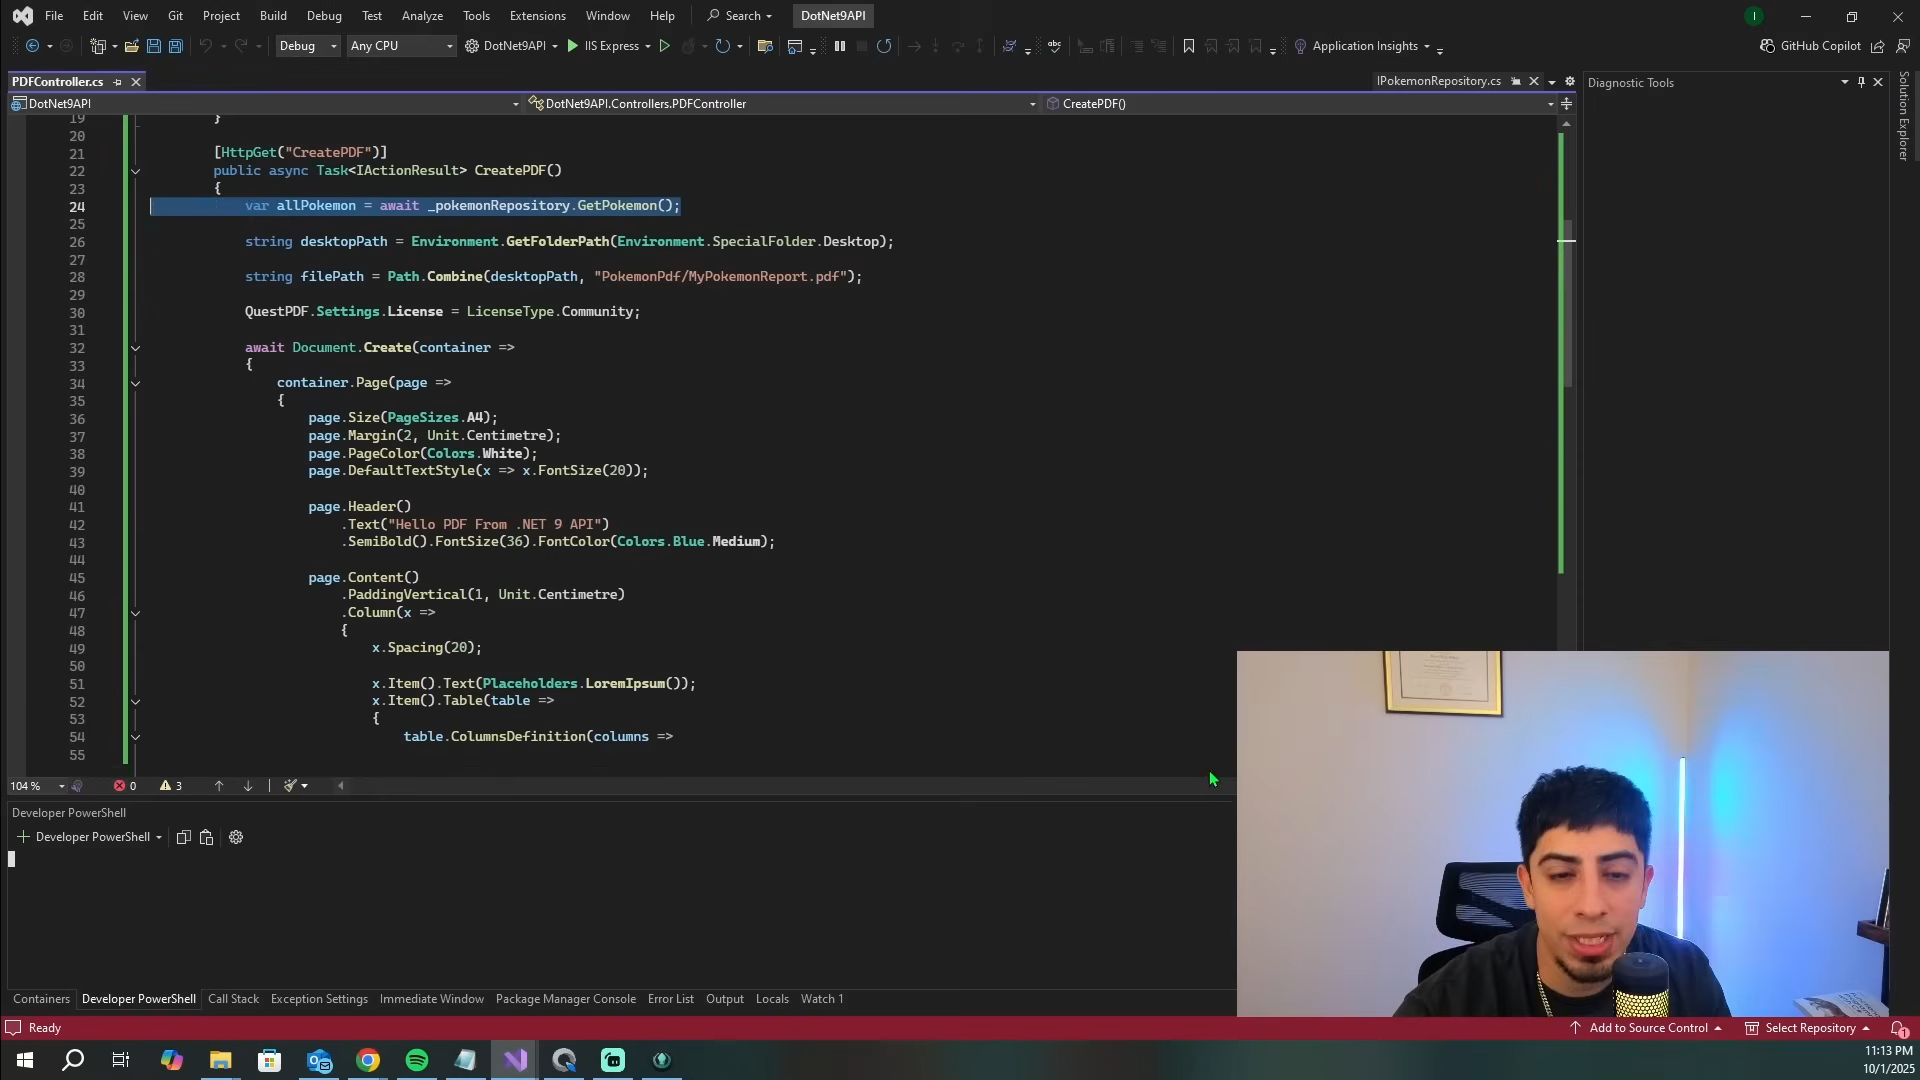 File Edit View Git Project Build Debug Test Analyze Tools Extensions Window Help Search DotNet9API
Debug Any CPU DotNet9API IIS Express Application Insights GitHub Copilot
PDFController.cs IPokemonRepository.cs Diagnostic Tools
DotNet9API DotNet9API.Controllers.PDFController CreatePDF()
Solution Explorer
19 }
20
21 [HttpGet("CreatePDF")]
22 public async Task<IActionResult> CreatePDF()
23 {
24 var allPokemon = await _pokemonRepository.GetPokemon();
25
26 string desktopPath = Environment.GetFolderPath(Environment.SpecialFolder.Desktop);
27
28 string filePath = Path.Combine(desktopPath, "PokemonPdf/MyPokemonReport.pdf");
29
30 QuestPDF.Settings.License = LicenseType.Community;
31
32 await Document.Create(container =>
33 {
34 container.Page(page =>
35 {
36 page.Size(PageSizes.A4);
37 page.Margin(2, Unit.Centimetre);
38 page.PageColor(Colors.White);
39 page.DefaultTextStyle(x => x.FontSize(20));
40
41 page.Header()
42 .Text("Hello PDF From .NET 9 API")
43 .SemiBold().FontSize(36).FontColor(Colors.Blue.Medium);
44
45 page.Content()
46 .PaddingVertical(1, Unit.Centimetre)
47 .Column(x =>
48 {
49 x.Spacing(20);
50
51 x.Item().Text(Placeholders.LoremIpsum());
52 x.Item().Table(table =>
53 {
54 table.ColumnsDefinition(columns =>
55
104 % 0 3
Developer PowerShell
Developer PowerShell
Containers Developer PowerShell Call Stack Exception Settings Immediate Window Package Manager Console Error List Output Locals Watch 1
Ready Add to Source Control Select Repository 1
11:13 PM
10/1/2025